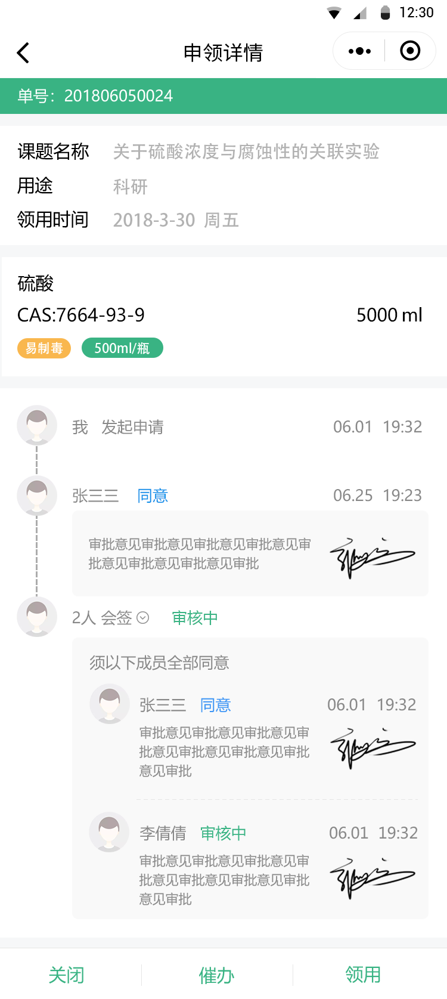 12:30
申领详情
单号：201806050024
课题名称 关于硫酸浓度与腐蚀性的关联实验
用途 科研
领用时间 2018-3-30 周五
硫酸
CAS:7664-93-9 5000 ml
易制毒 500ml/瓶
我 发起申请 06.01 19:32
张三三 同意 06.25 19:23
审批意见审批意见审批意见审批意见审
批意见审批意见审批意见审批
2人 会签 审核中
须以下成员全部同意
张三三 同意 06.01 19:32
审批意见审批意见审批意见审
批意见审批意见审批意见审批
意见审批
李倩倩 审核中 06.01 19:32
审批意见审批意见审批意见审
批意见审批意见审批意见审批
意见审批
关闭 催办 领用